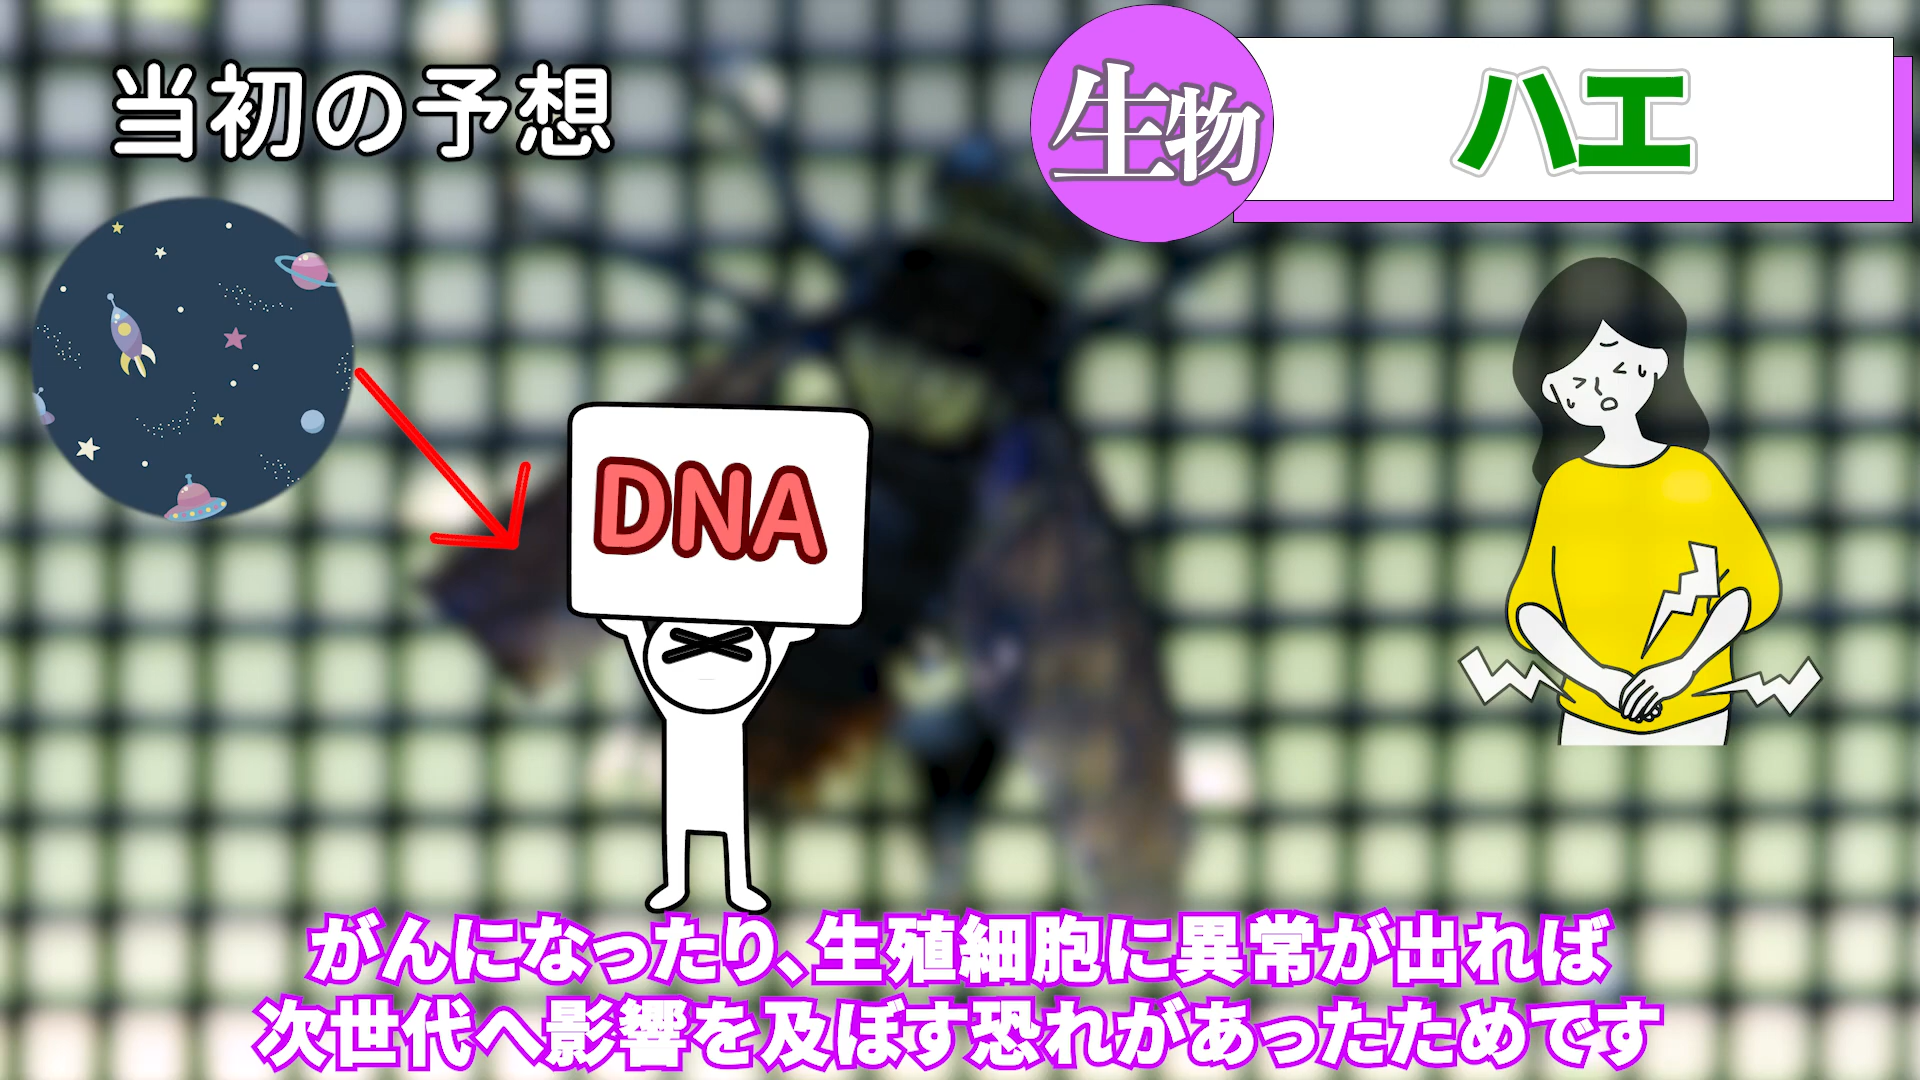 当初の予想
生物
ハエ
DNA
がんになったり、生殖細胞に異常が出れば
次世代へ影響を及ぼす恐れがあったためです